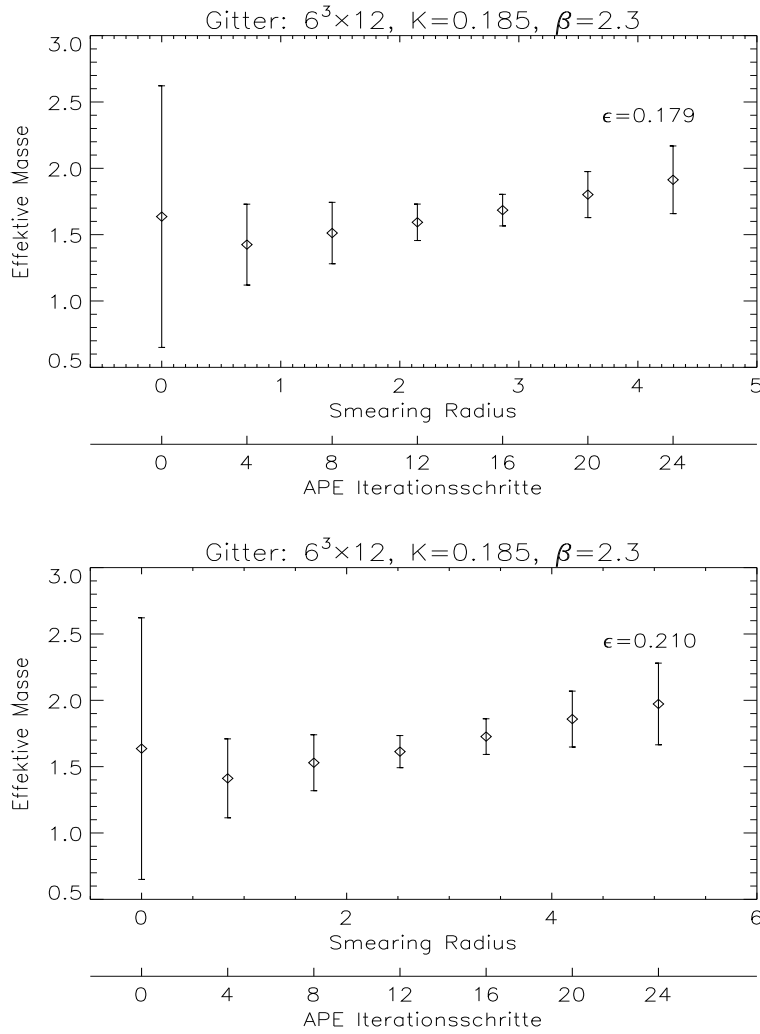 Gitter: 6³×12, K=0.185, β=2.3
3.0
2.5
2.0
1.5
1.0
0.5
Effektive Masse
ϵ=0.179
0 1 2 3 4 5
Smearing Radius
0 4 8 12 16 20 24
APE Iterationsschritte
Gitter: 6³×12, K=0.185, β=2.3
3.0
2.5
2.0
1.5
1.0
0.5
Effektive Masse
ϵ=0.210
0 2 4 6
Smearing Radius
0 4 8 12 16 20 24
APE Iterationsschritte